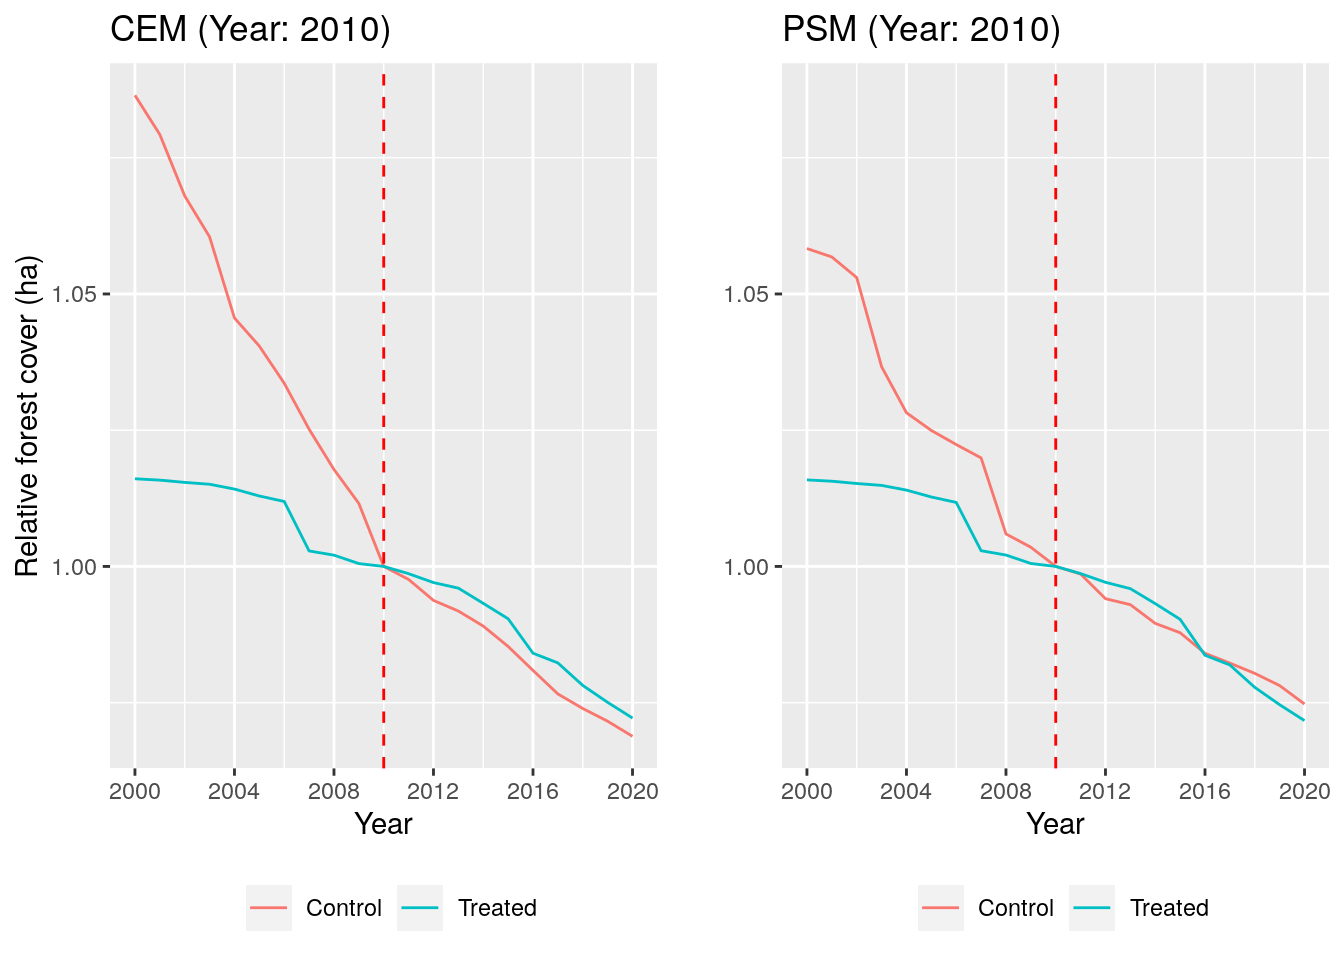 CEM (Year: 2010)
PSM (Year: 2010)
Relative forest cover (ha)
1.05
1.00
1.05
1.00
2000 2004 2008 2012 2016 2020
2000 2004 2008 2012 2016 2020
Year
Year
Control Treated
Control Treated